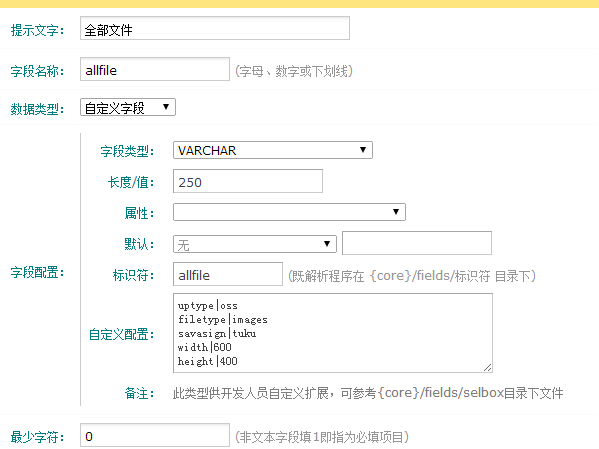 提示文字： 全部文件
字段名称： allfile (字母、数字或下划线)
数据类型： 自定义字段
字段类型： VARCHAR
长度/值： 250
属性：
默认： 无
字段配置：
标识符： allfile (既解析程序在 {core}/fields/标识符 目录下)
自定义配置：
uptype|oss
filetype|images
savasign|tuku
width|600
height|400
备注： 此类型供开发人员自定义扩展，可参考{core}/fields/selbox目录下文件
最少字符： 0 (非文本字段填1即指为必填项目)